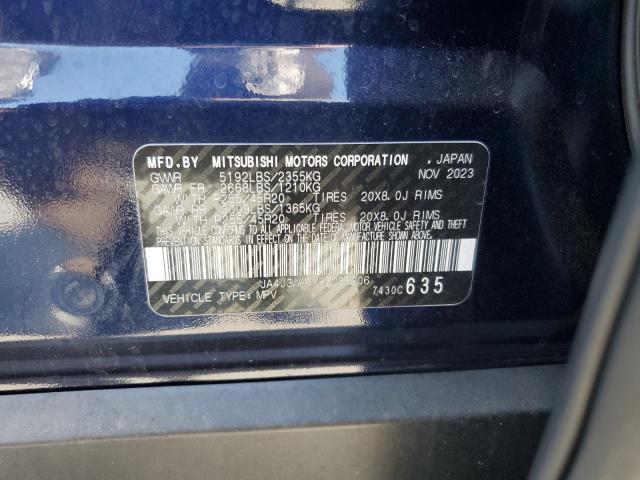 MFD.BY MITSUBISHI MOTORS CORPORATION , JAPAN
GVWR 5192LBS/2355KG NOV 2023
GAWR FR 2668LBS/1210KG
WITH P255/45R20 TIRES 20X8.0J RIMS
1365KG
WITH P255/45R20 TIRES 20X8.0J RIMS
THIS VEHICLE CONFORMS TO ALL APPLICABLE FEDERAL MOTOR VEHICLE SAFETY AND THEFT
PREVENTION STANDARDS IN EFFECT ON THE DATE OF MANUFACTURE SHOWN ABOVE.
VEHICLE TYPE: MPV 7430C 635